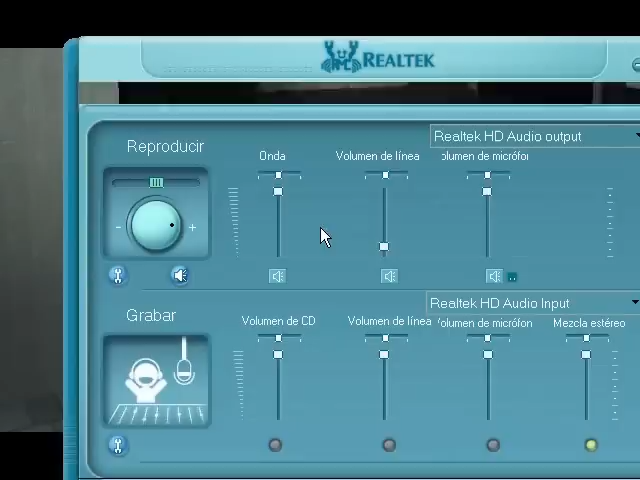 REALTEK
Realtek HD Audio output
Reproducir
Onda
Volumen de línea
olumen de micrófor
- +
Realtek HD Audio Input
Grabar
Volumen de CD
Volumen de línea
olumen de micrófon
Mezcla estéreo